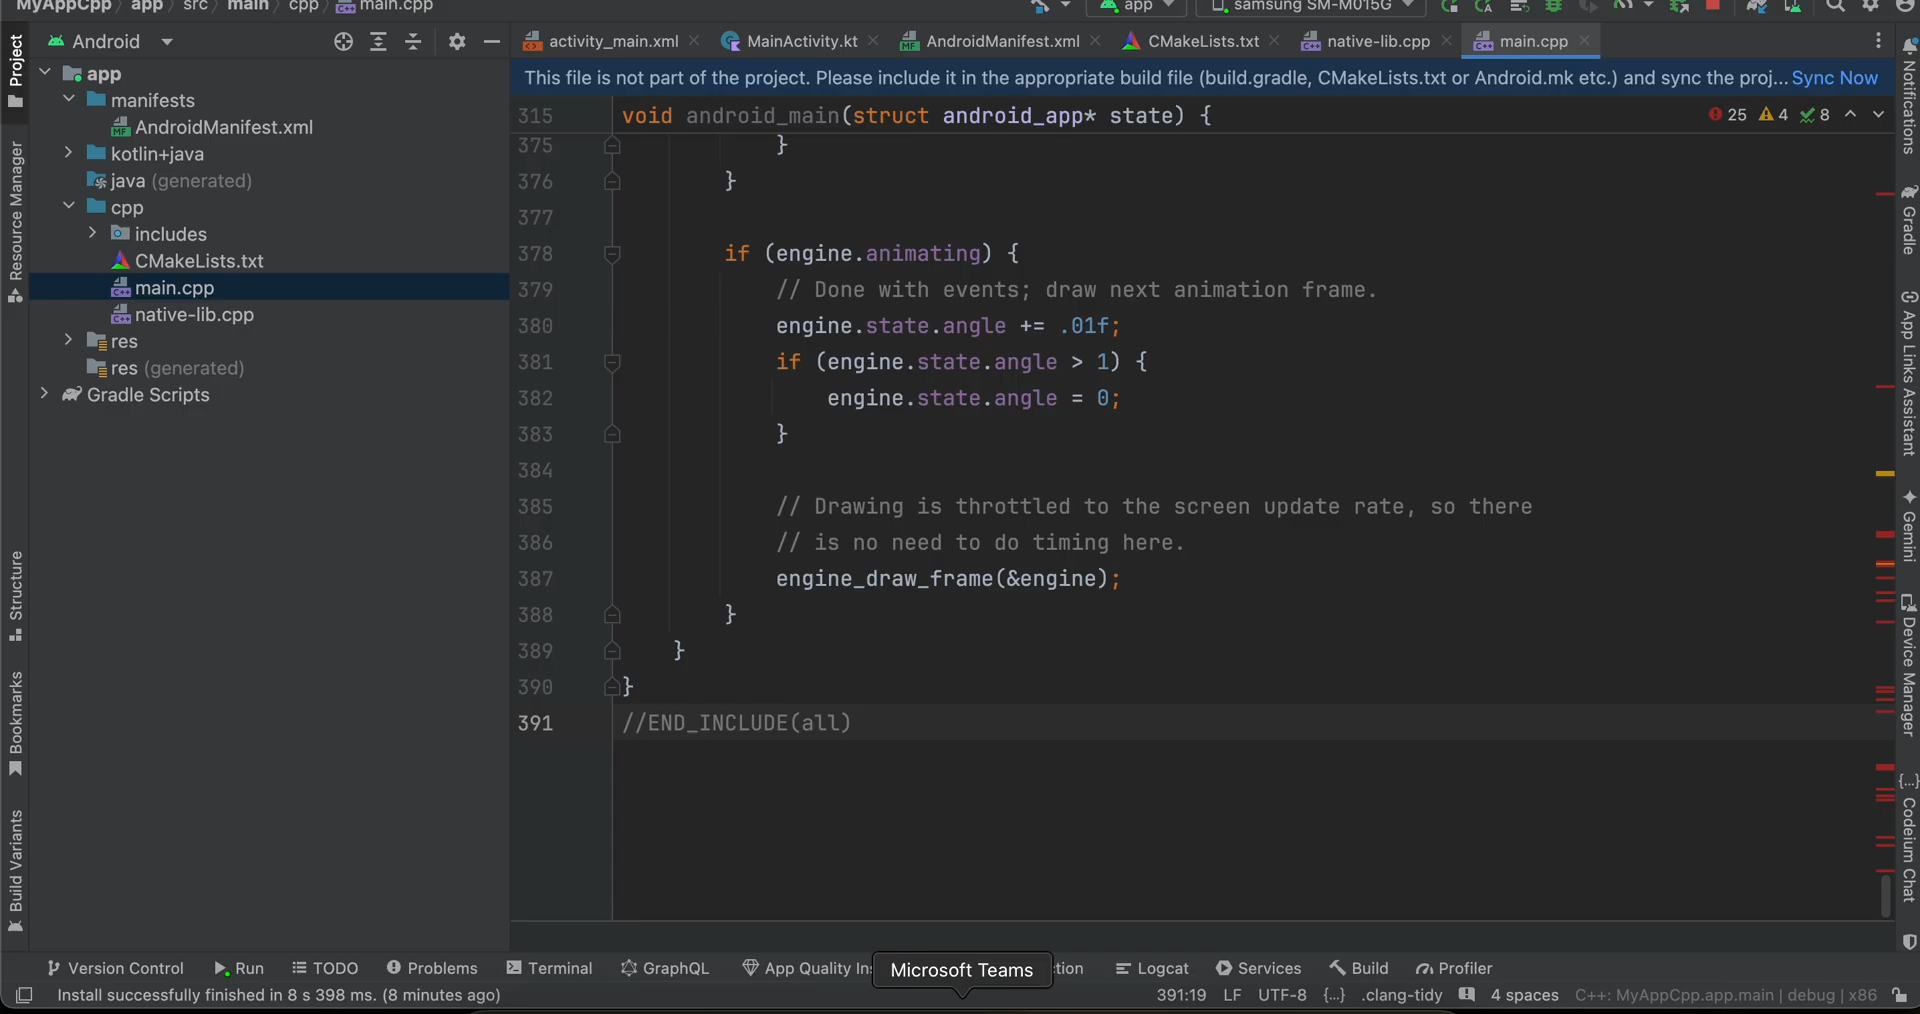 MyAppCpp app src main cpp main.cpp
app samsung SM-M015G
Project
Android
activity_main.xml MainActivity.kt AndroidManifest.xml CMakeLists.txt native-lib.cpp main.cpp
This file is not part of the project. Please include it in the appropriate build file (build.gradle, CMakeLists.txt or Android.mk etc.) and sync the proj... Sync Now
app
manifests
AndroidManifest.xml
kotlin+java
java (generated)
cpp
includes
CMakeLists.txt
main.cpp
native-lib.cpp
res
res (generated)
Gradle Scripts
Resource Manager
Structure
Bookmarks
Build Variants
315 void android_main(struct android_app* state) {
25 4 8
375 }
376 }
377
378 if (engine.animating) {
379 // Done with events; draw next animation frame.
380 engine.state.angle += .01f;
381 if (engine.state.angle > 1) {
382 engine.state.angle = 0;
383 }
384
385 // Drawing is throttled to the screen update rate, so there
386 // is no need to do timing here.
387 engine_draw_frame(&engine);
388 }
389 }
390 }
391 //END_INCLUDE(all)
Notifications
Gradle
App Links Assistant
Gemini
Device Manager
Codeium Chat
Version Control Run TODO Problems Terminal GraphQL App Quality Ins Microsoft Teams tion Logcat Services Build Profiler
Install successfully finished in 8 s 398 ms. (8 minutes ago) 391:19 LF UTF-8 {..} .clang-tidy 4 spaces C++: MyAppCpp.app.main | debug | x86